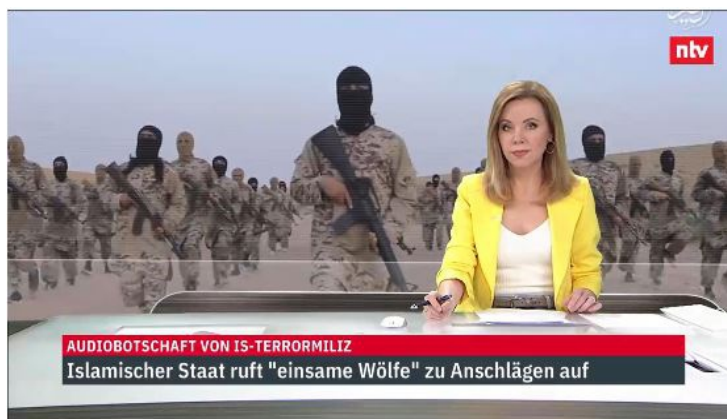 ntv
AUDIOBOTSCHAFT VON IS-TERRORMILIZ
Islamischer Staat ruft "einsame Wölfe" zu Anschlägen auf